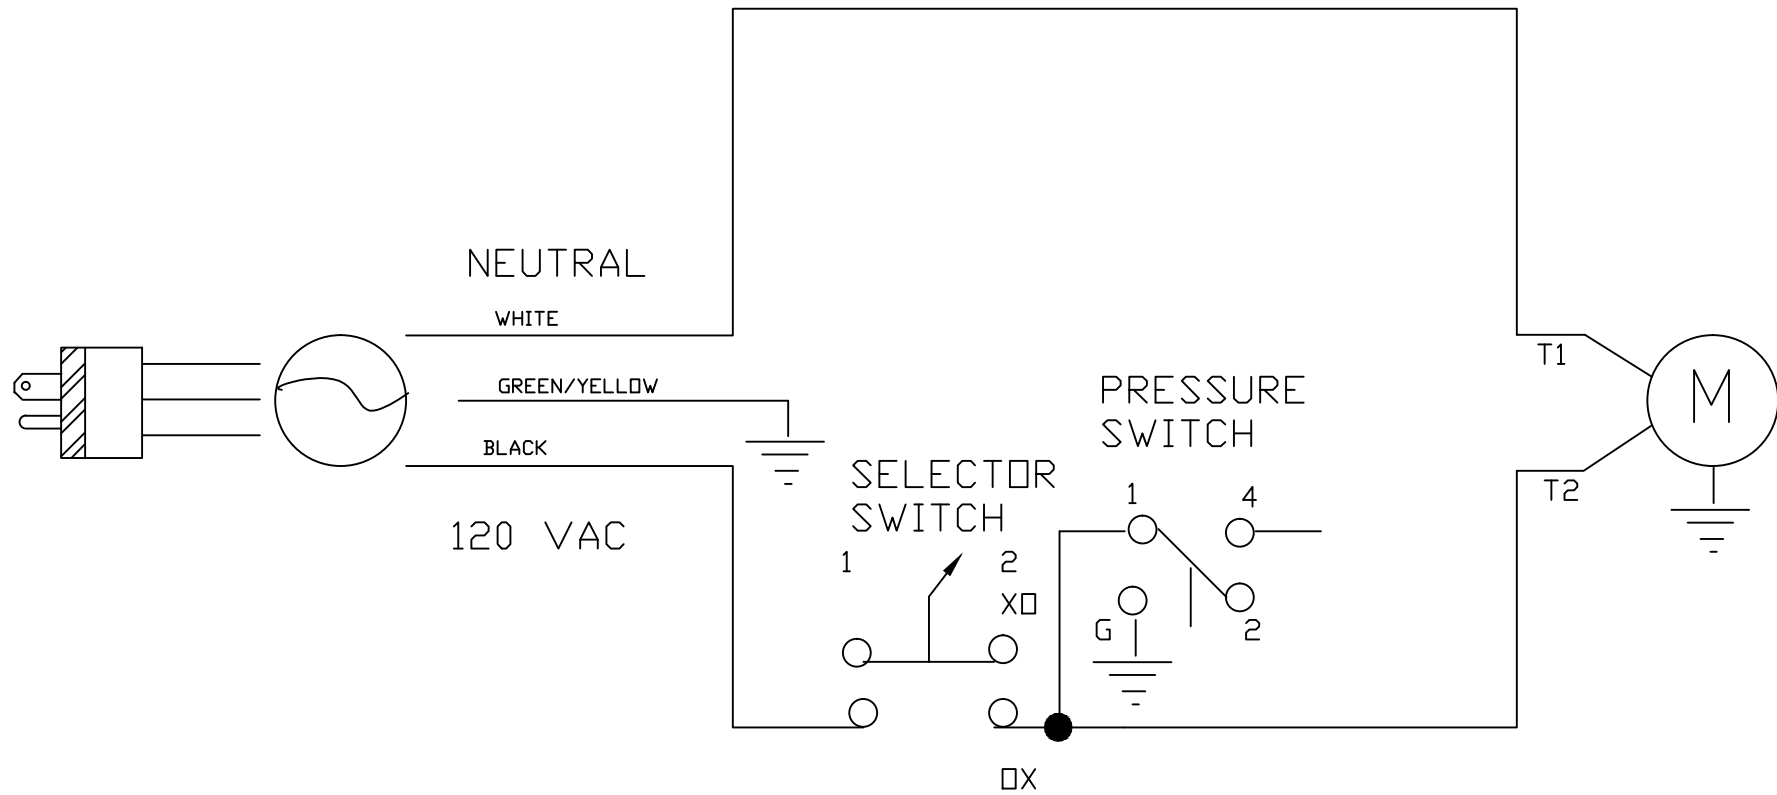 NEUTRAL
WHITE
GREEN/YELLOW
BLACK
120 VAC
SELECTOR
SWITCH
1
2
XO
OX
PRESSURE
SWITCH
1
4
G
2
T1
T2
M